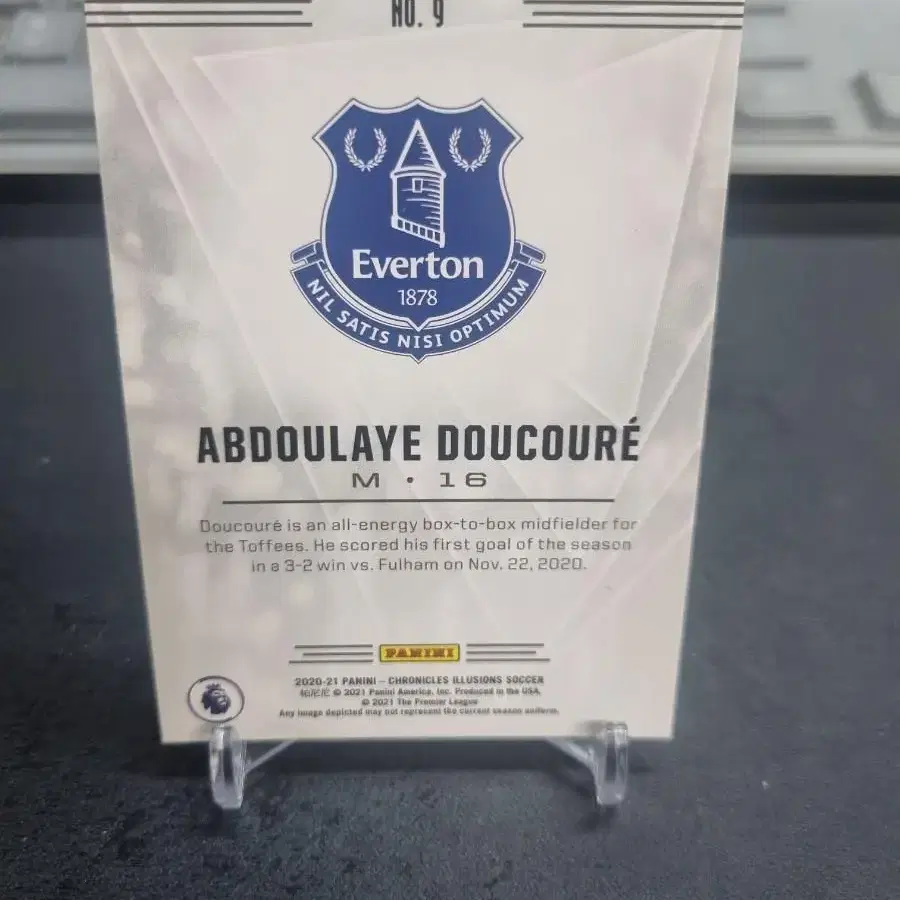 NO. 9
Everton
1878
NIL SATIS NISI OPTIMUM
ABDOULAYE DOUCOURÉ
M • 16
Doucouré is an all-energy box-to-box midfielder for
the Toffees. He scored his first goal of the season
in a 3-2 win vs. Fulham on Nov. 22, 2020.
PANINI
2020-21 PANINI – CHRONICLES ILLUSIONS SOCCER
帕尼尼 © 2021 Panini America, Inc. Produced in the USA.
© 2021 The Premier League
Any image depicted may not represent the current season uniform.